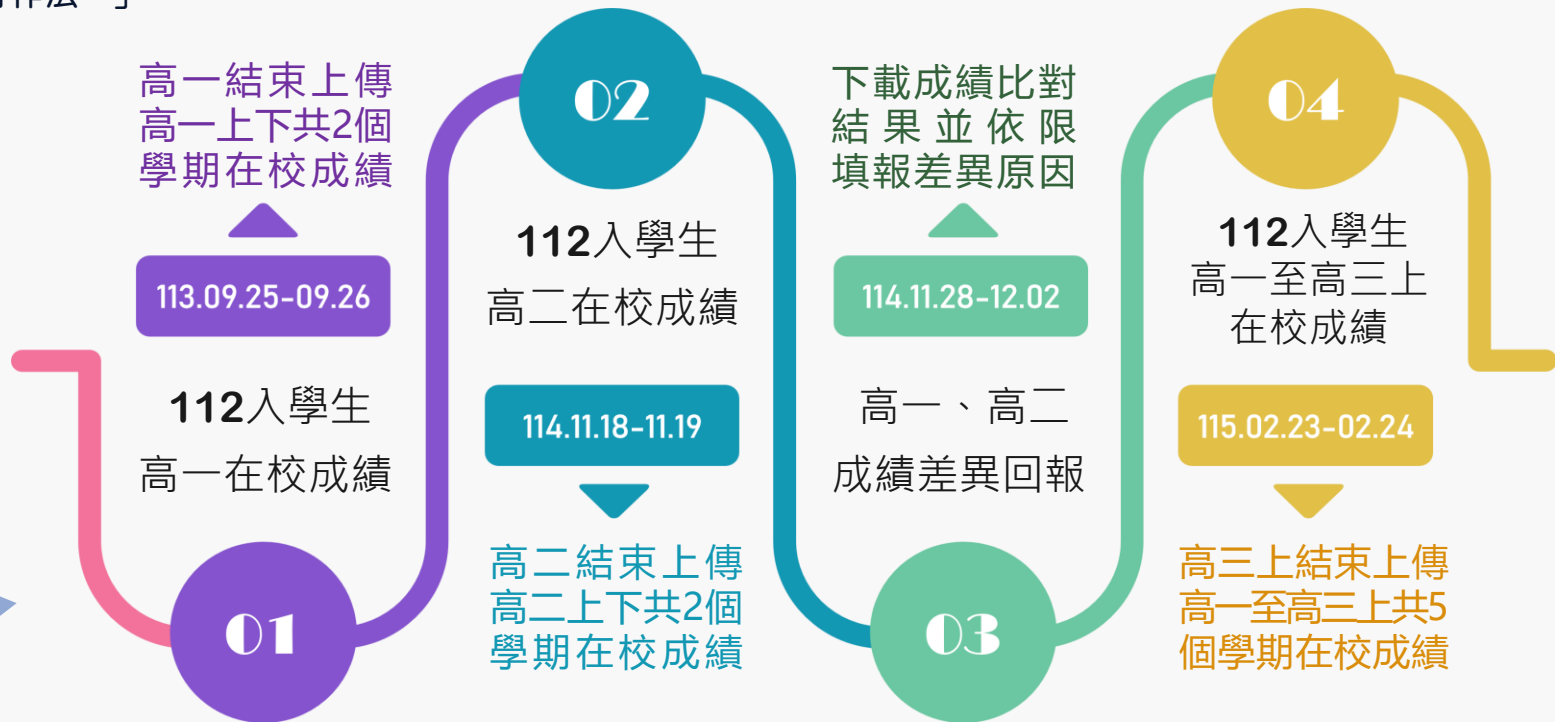 高一結束上傳
高一上下共2個
學期在校成績
113.09.25-09.26
112入學生
高一在校成績
01
02
112入學生
高二在校成績
114.11.18-11.19
高二結束上傳
高二上下共2個
學期在校成績
下載成績比對
結果並依限
填報差異原因
114.11.28-12.02
高一、高二
成績差異回報
03
04
112入學生
高一至高三上
在校成績
115.02.23-02.24
高三上結束上傳
高一至高三上共5
個學期在校成績